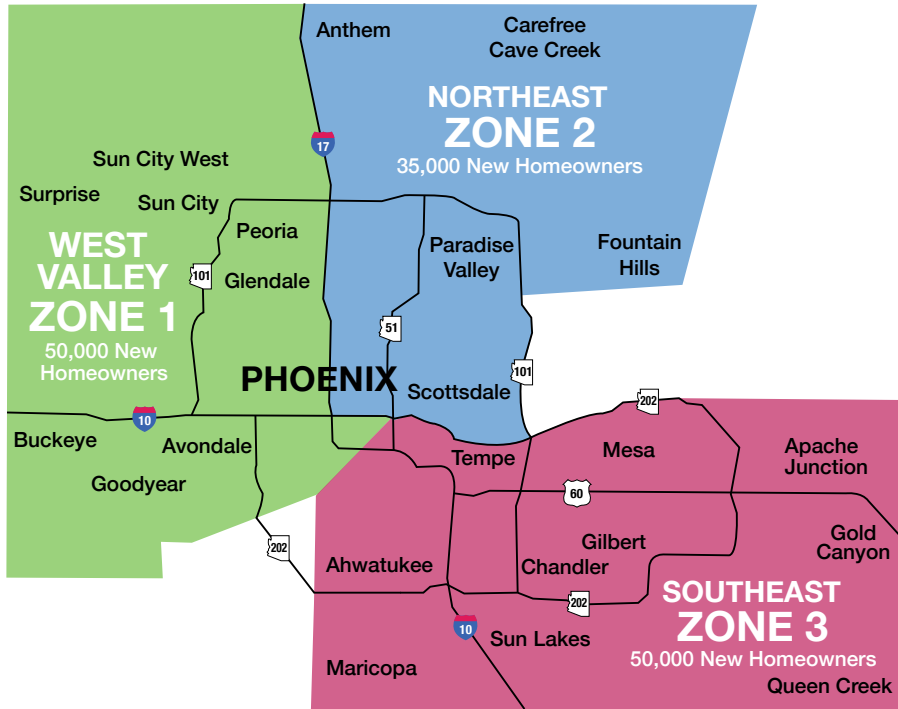 Anthem
Carefree
Cave Creek
NORTHEAST
ZONE 2
35,000 New Homeowners
17
Sun City West
Surprise
Sun City
Peoria
Glendale
WEST
VALLEY
ZONE 1
50,000 New
Homeowners
101
Paradise
Valley
Fountain
Hills
51
PHOENIX
Scottsdale
101
202
10
Buckeye
Avondale
Goodyear
Tempe
Mesa
Apache
Junction
60
202
Ahwatukee
Gilbert
Chandler
Gold
Canyon
202
SOUTHEAST
ZONE 3
50,000 New Homeowners
10
Sun Lakes
Maricopa
Queen Creek